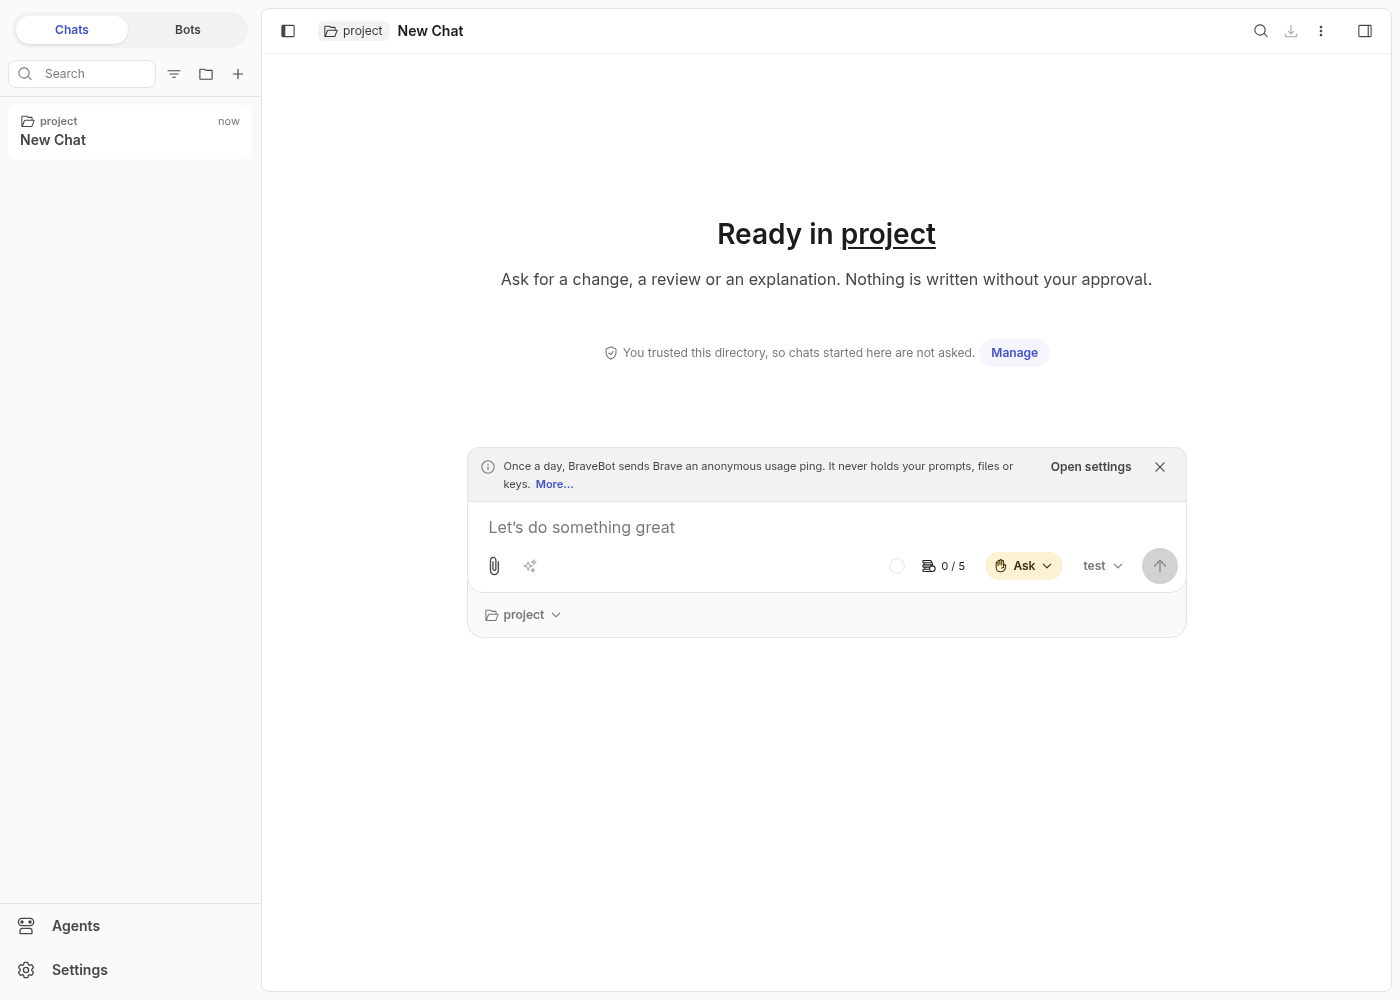 Chats
Bots
Search
project
now
New Chat
Agents
Settings
project
New Chat
Ready in project
Ask for a change, a review or an explanation. Nothing is written without your approval.
You trusted this directory, so chats started here are not asked.
Manage
Once a day, BraveBot sends Brave an anonymous usage ping. It never holds your prompts, files or
keys. More...
Open settings
Let's do something great
0 / 5
Ask
test
project